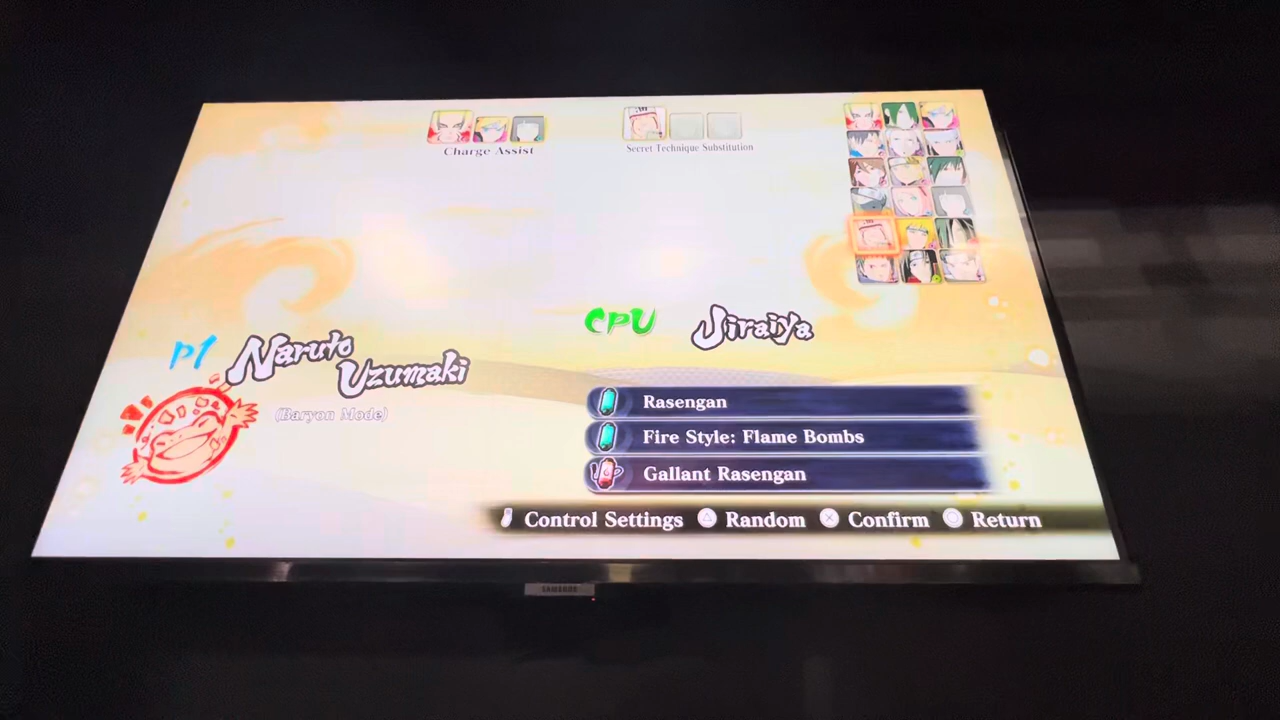 Charge Assist
Secret Technique Substitution
P1
Naruto
Uzumaki
(Baryon Mode)
CPU
Jiraiya
Rasengan
Fire Style: Flame Bombs
Gallant Rasengan
Control Settings Random Confirm Return
SAMSUNG